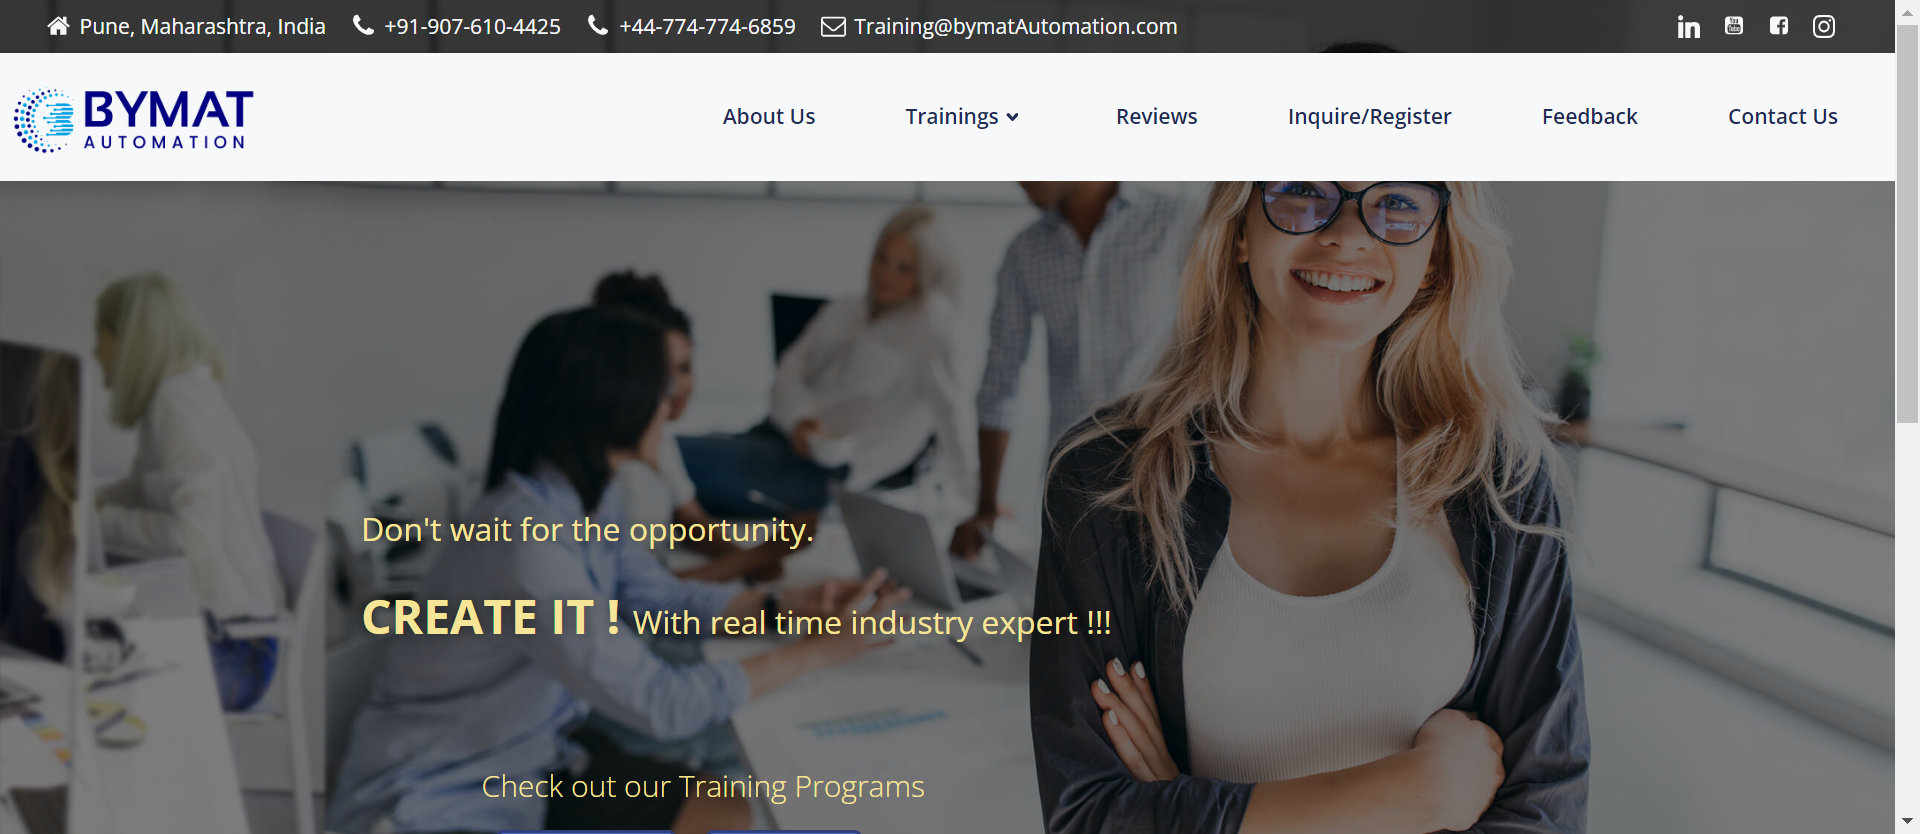 Pune, Maharashtra, India +91-907-610-4425 +44-774-774-6859 Training@bymatAutomation.com
BYMAT
AUTOMATION
About Us Trainings Reviews Inquire/Register Feedback Contact Us
Don't wait for the opportunity.
CREATE IT ! With real time industry expert !!!
Check out our Training Programs